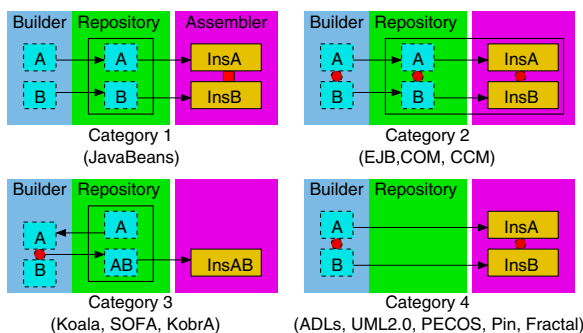 Builder Repository Assembler
A A InsA
B B InsB
Category 1
(JavaBeans)
Builder Repository
A A InsA
B B InsB
Category 2
(EJB,COM, CCM)
Builder Repository
A A
B AB InsAB
Category 3
(Koala, SOFA, KobrA)
Builder Repository
A InsA
B InsB
Category 4
(ADLs, UML2.0, PECOS, Pin, Fractal)